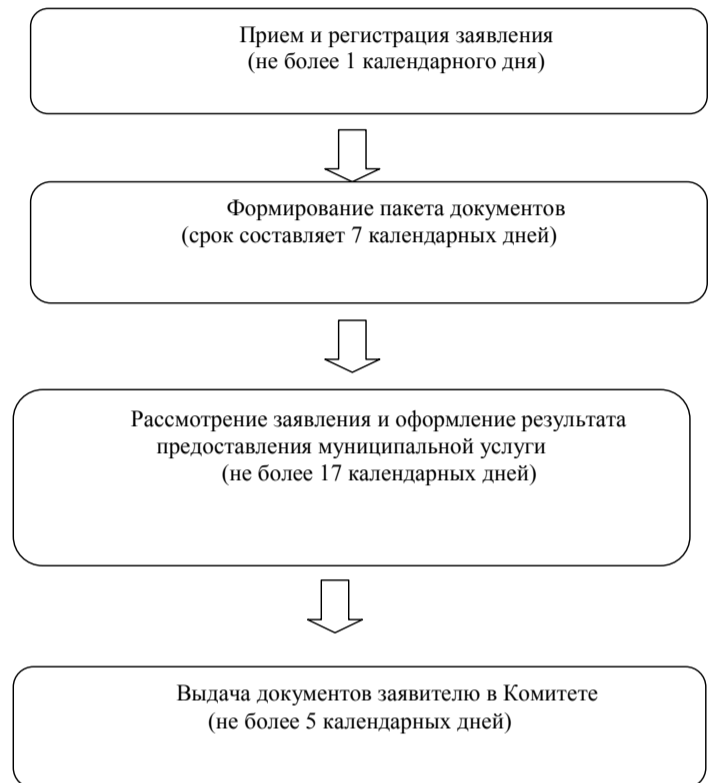 Прием и регистрация заявления
(не более 1 календарного дня)
Формирование пакета документов
(срок составляет 7 календарных дней)
Рассмотрение заявления и оформление результата
предоставления муниципальной услуги
(не более 17 календарных дней)
Выдача документов заявителю в Комитете
(не более 5 календарных дней)